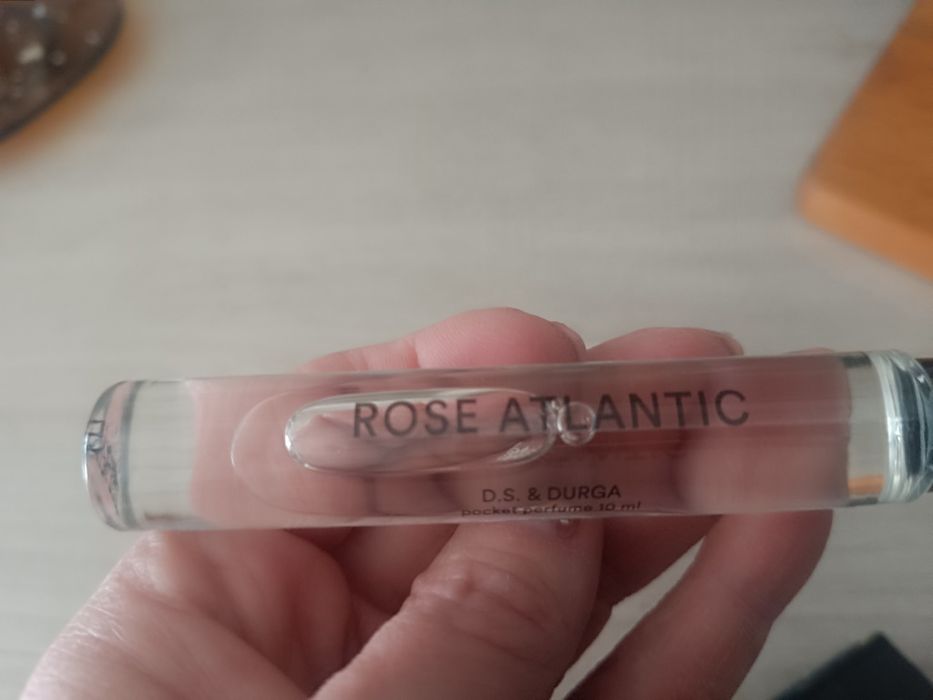 ROSE ATLANTIC
D.S. & DURGA
pocket perfume 10 ml